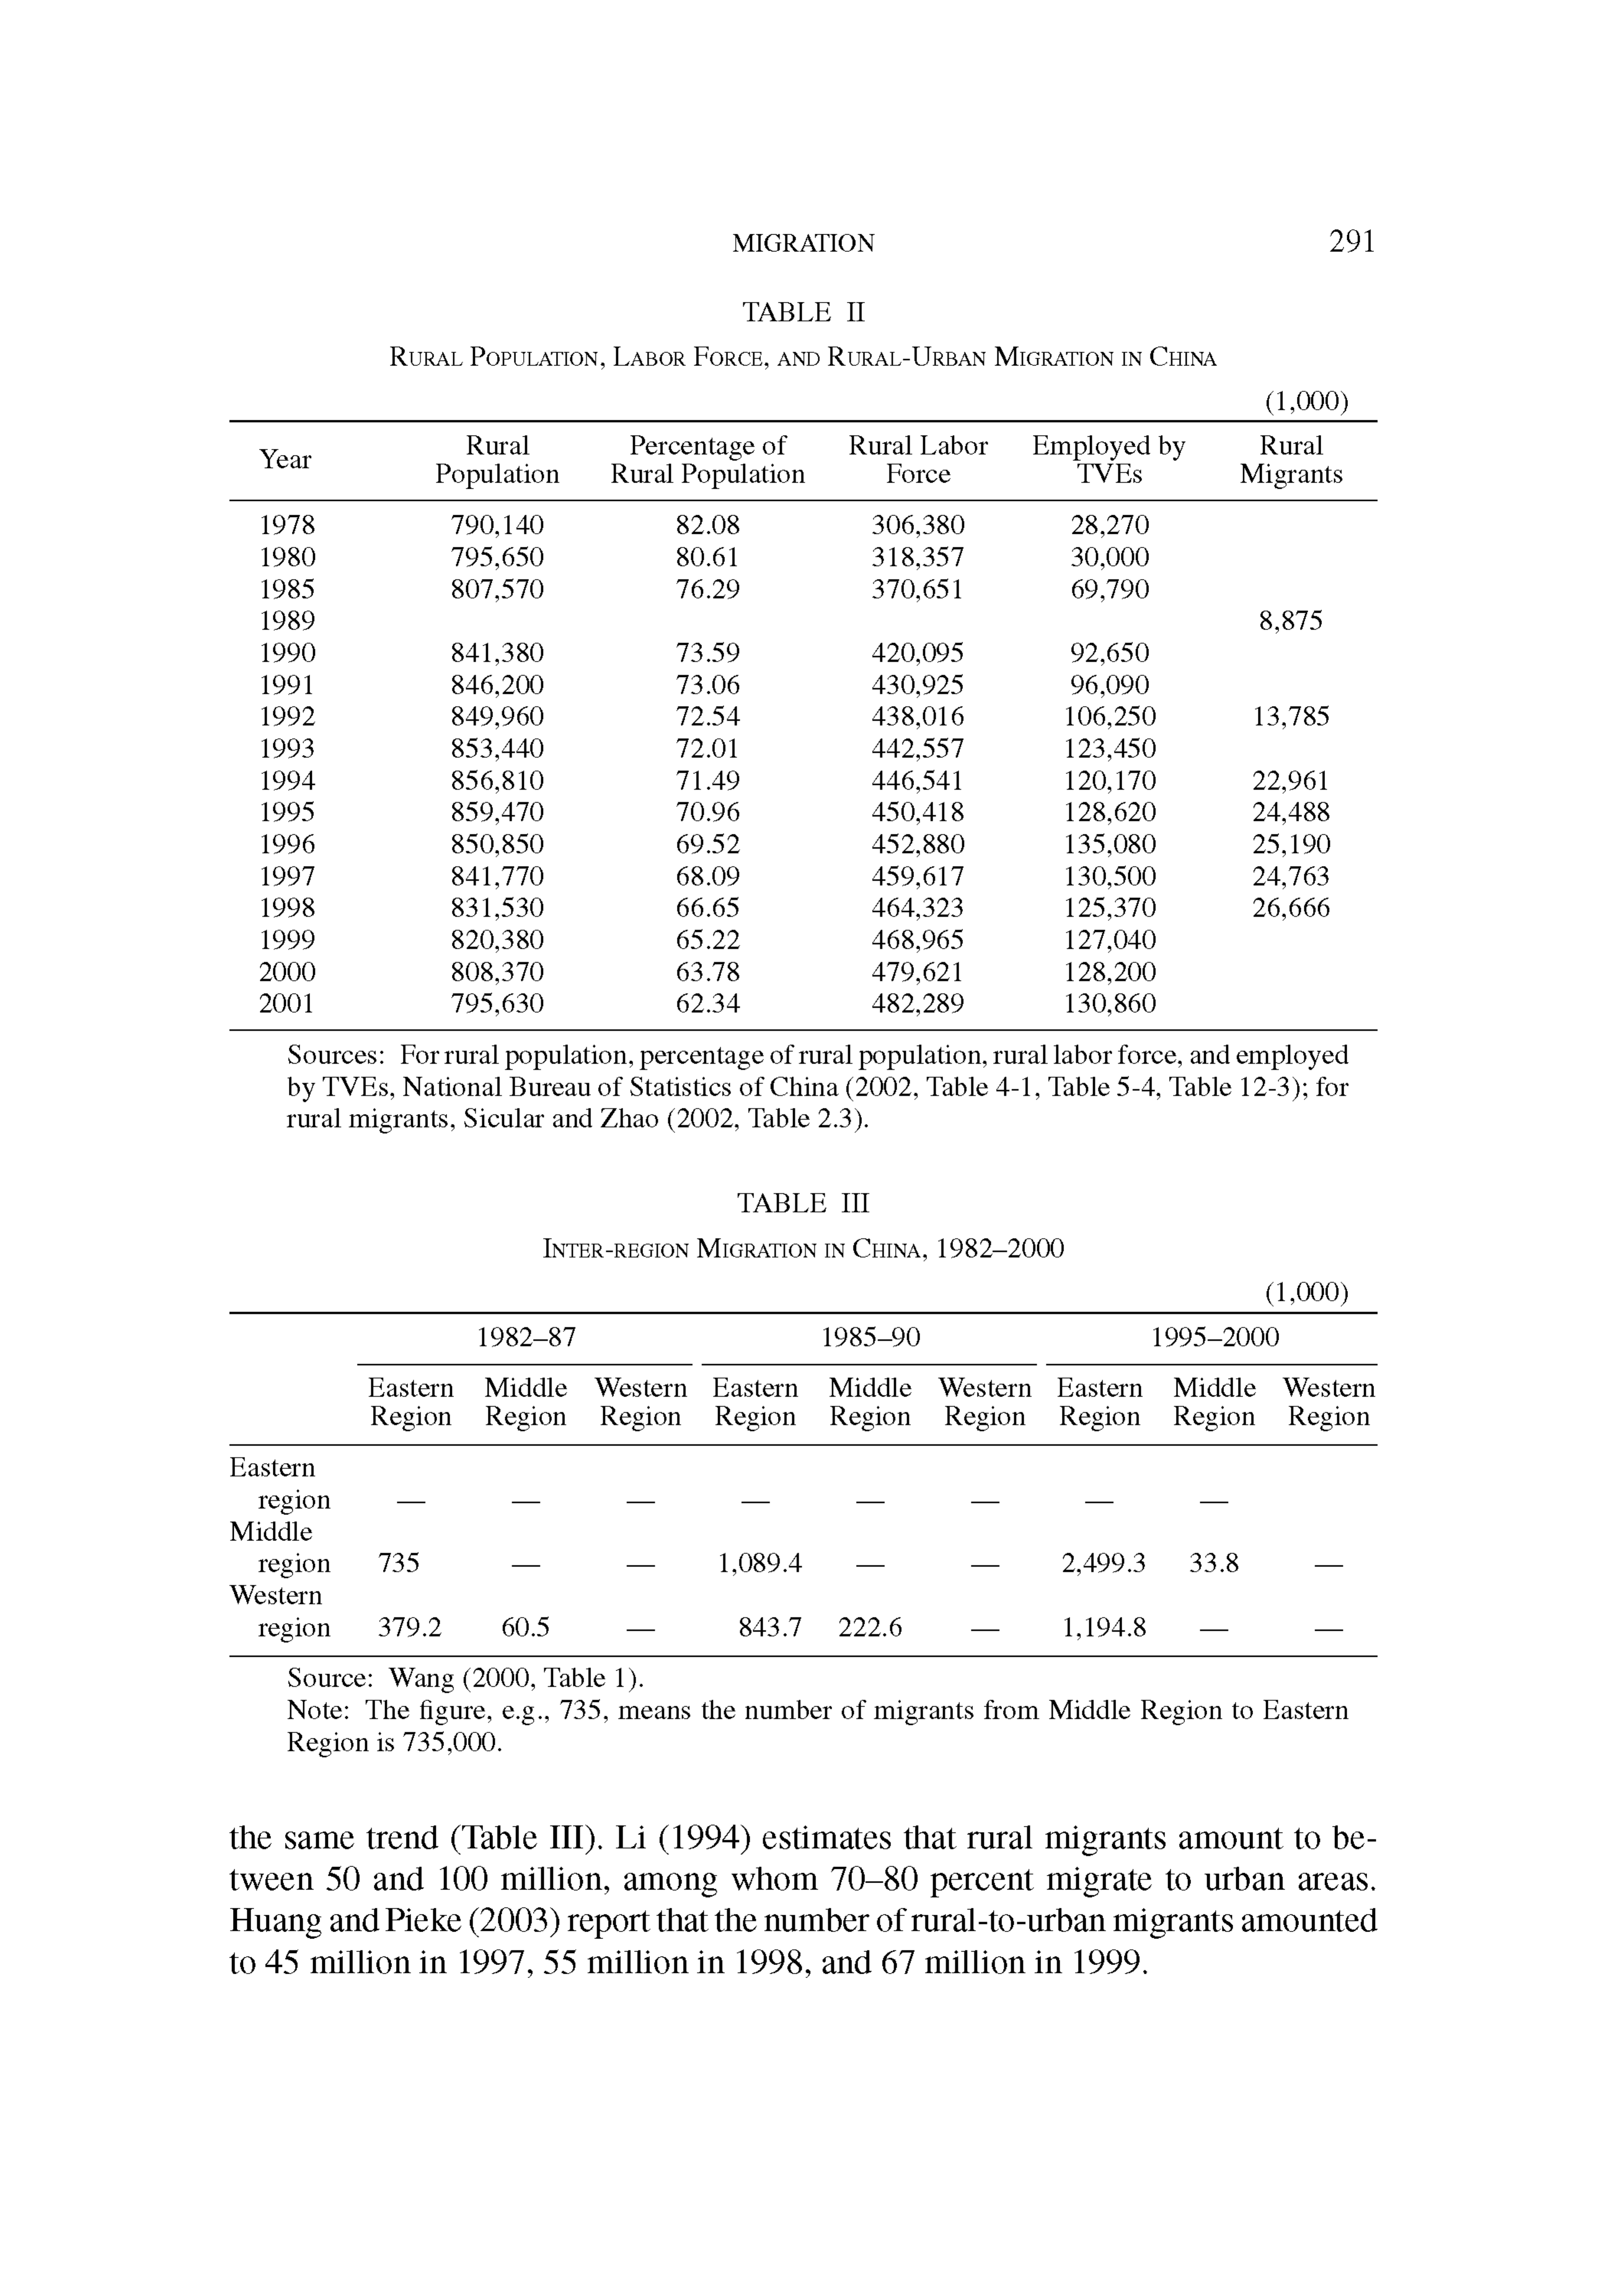 MIGRATION 291
TABLE II
Rural Population, Labor Force, and Rural-Urban Migration in China
(1,000)
Year Rural Population Percentage of Rural Population Rural Labor Force Employed by TVEs Rural Migrants
1978 790,140 82.08 306,380 28,270
1980 795,650 80.61 318,357 30,000
1985 807,570 76.29 370,651 69,790
1989 8,875
1990 841,380 73.59 420,095 92,650
1991 846,200 73.06 430,925 96,090
1992 849,960 72.54 438,016 106,250 13,785
1993 853,440 72.01 442,557 123,450
1994 856,810 71.49 446,541 120,170 22,961
1995 859,470 70.96 450,418 128,620 24,488
1996 850,850 69.52 452,880 135,080 25,190
1997 841,770 68.09 459,617 130,500 24,763
1998 831,530 66.65 464,323 125,370 26,666
1999 820,380 65.22 468,965 127,040
2000 808,370 63.78 479,621 128,200
2001 795,630 62.34 482,289 130,860
Sources: For rural population, percentage of rural population, rural labor force, and employed
by TVEs, National Bureau of Statistics of China (2002, Table 4-1, Table 5-4, Table 12-3); for
rural migrants, Sicular and Zhao (2002, Table 2.3).
TABLE III
Inter-region Migration in China, 1982–2000
(1,000)
1982–87 1985–90 1995–2000
Eastern Middle Western Eastern Middle Western Eastern Middle Western
Region Region Region Region Region Region Region Region Region
Eastern
region — — — — — — — —
Middle
region 735 — — 1,089.4 — — 2,499.3 33.8 —
Western
region 379.2 60.5 — 843.7 222.6 — 1,194.8 — —
Source: Wang (2000, Table 1).
Note: The figure, e.g., 735, means the number of migrants from Middle Region to Eastern
Region is 735,000.
the same trend (Table III). Li (1994) estimates that rural migrants amount to be-
tween 50 and 100 million, among whom 70–80 percent migrate to urban areas.
Huang and Pieke (2003) report that the number of rural-to-urban migrants amounted
to 45 million in 1997, 55 million in 1998, and 67 million in 1999.